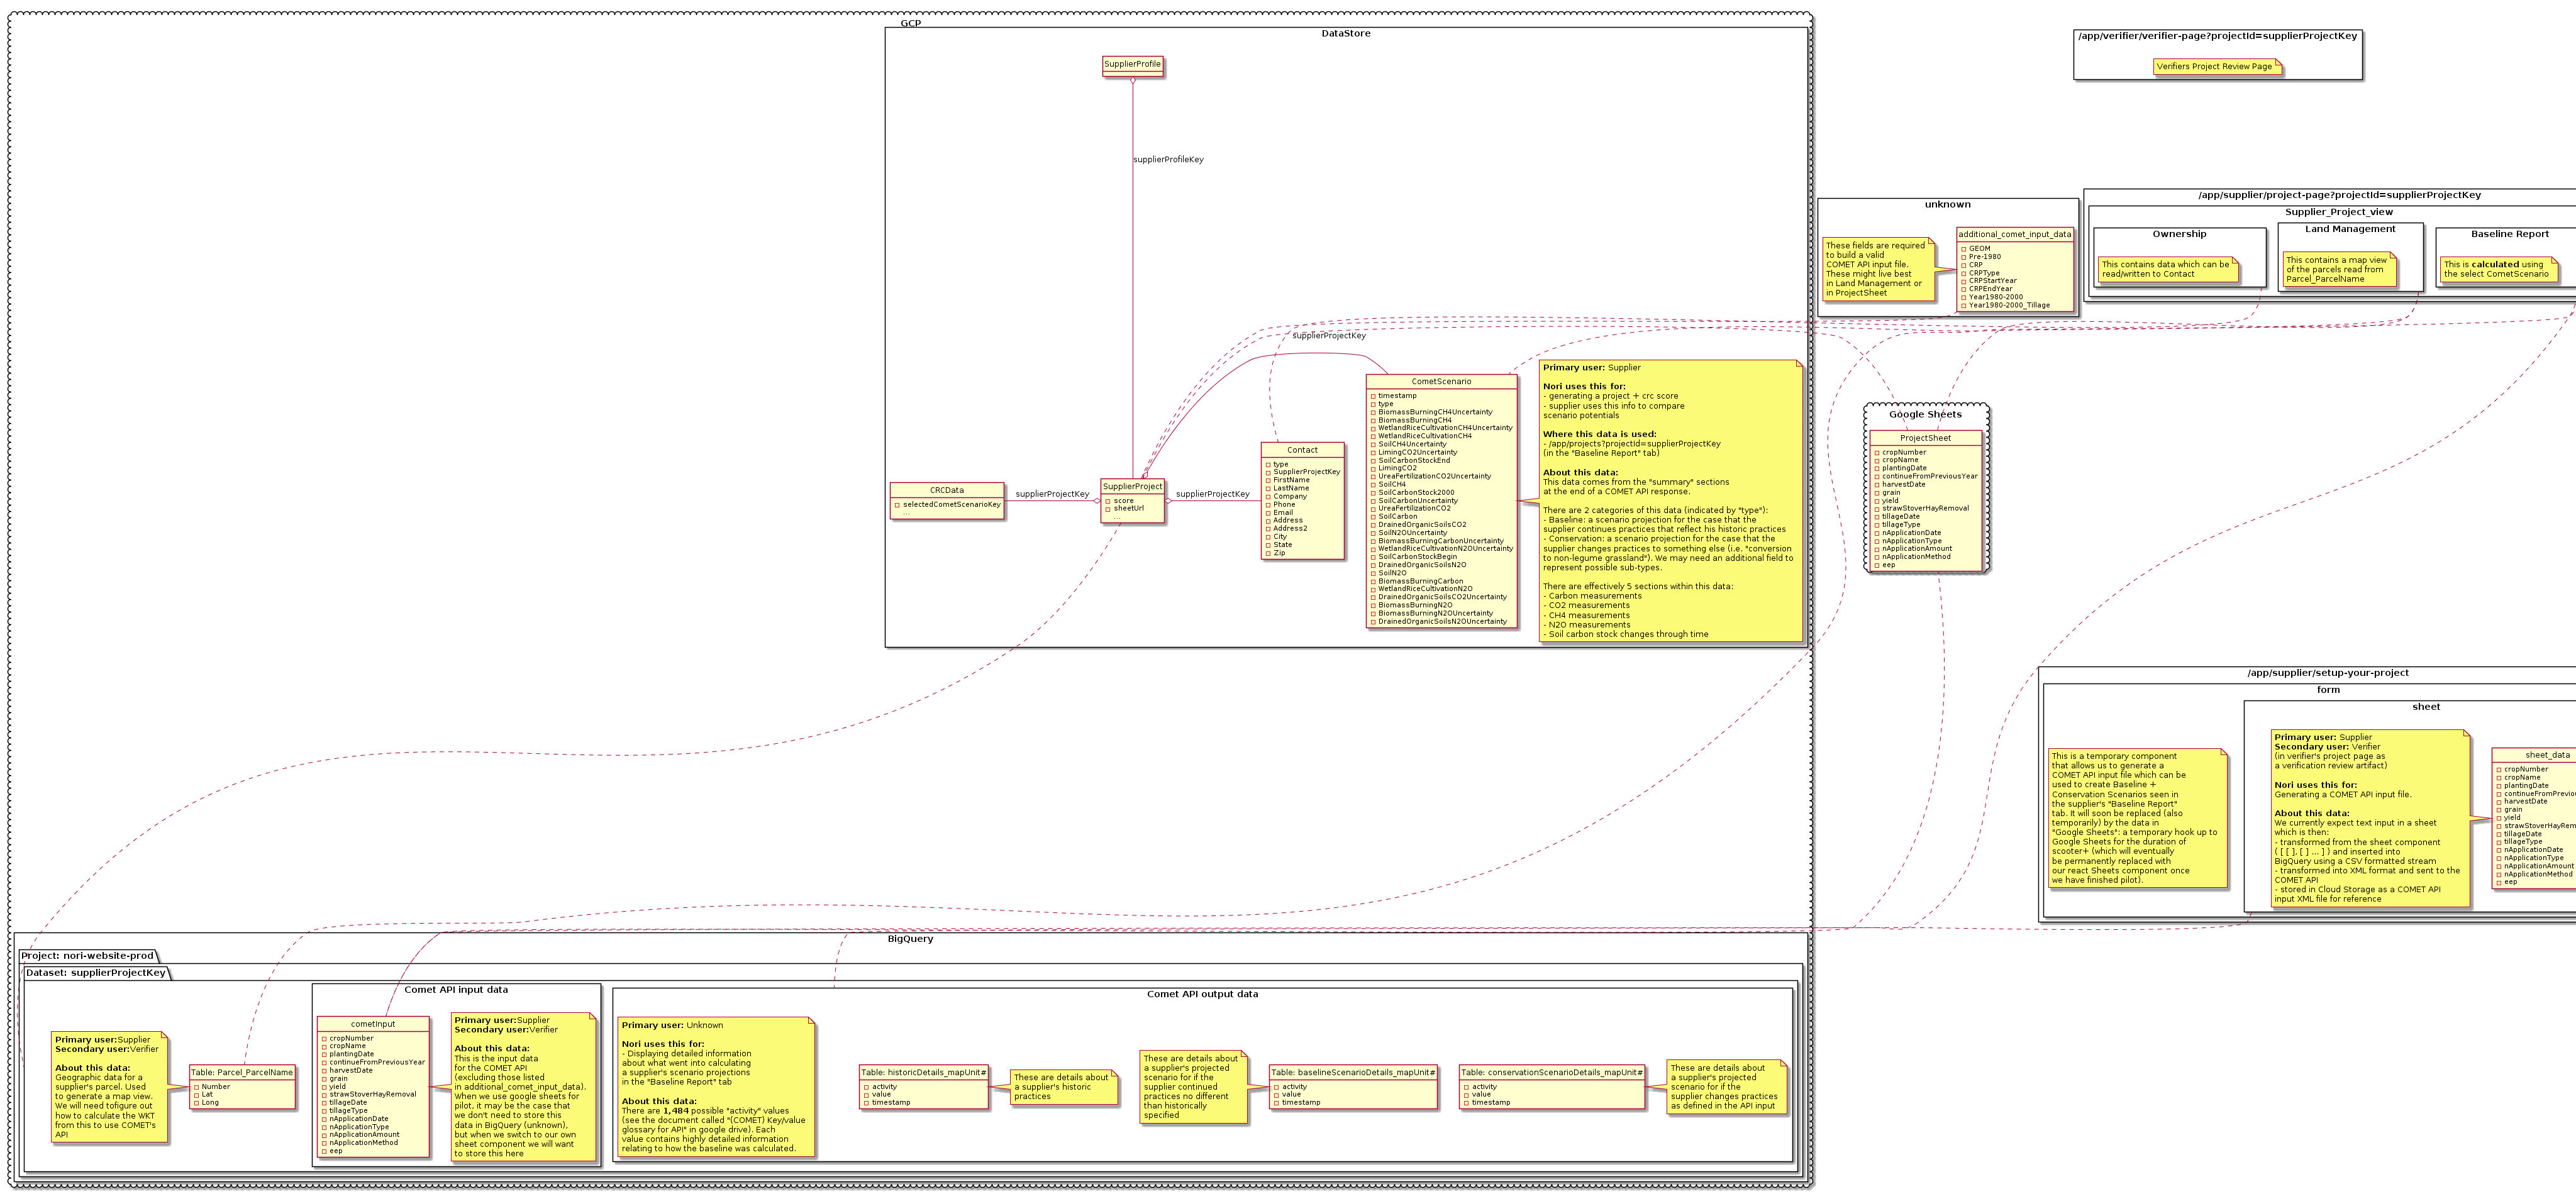 GCP
DataStore
SupplierProfile
supplierProfileKey
supplierProjectKey
CRCData
selectedCometScenarioKey
...
supplierProjectKey
SupplierProject
score
sheetUrl
...
supplierProjectKey
Contact
type
SupplierProjectKey
FirstName
LastName
Company
Phone
Email
Address
Address2
City
State
Zip
CometScenario
timestamp
type
BiomassBurningCH4Uncertainty
BiomassBurningCH4
WetlandRiceCultivationCH4Uncertainty
WetlandRiceCultivationCH4
SoilCH4Uncertainty
LimingCO2Uncertainty
SoilCarbonStockEnd
LimingCO2
UreaFertilizationCO2Uncertainty
SoilCH4
SoilCarbonStock2000
SoilCarbonUncertainty
UreaFertilizationCO2
SoilCarbon
DrainedOrganicSoilsCO2
SoilN2OUncertainty
BiomassBurningCarbonUncertainty
WetlandRiceCultivationN2OUncertainty
SoilCarbonStockBegin
DrainedOrganicSoilsN2O
SoilN2O
BiomassBurningCarbon
WetlandRiceCultivationN2O
DrainedOrganicSoilsCO2Uncertainty
BiomassBurningN2O
BiomassBurningN2OUncertainty
DrainedOrganicSoilsN2OUncertainty
Primary user: Supplier
Nori uses this for:
- generating a project + crc score
- supplier uses this info to compare
scenario potentials
Where this data is used:
- /app/projects?projectId=supplierProjectKey
(in the "Baseline Report" tab)
About this data:
This data comes from the "summary" sections
at the end of a COMET API response.
There are 2 categories of this data (indicated by "type"):
- Baseline: a scenario projection for the case that the
supplier continues practices that reflect his historic practices
- Conservation: a scenario projection for the case that the
supplier changes practices to something else (i.e. "conversion
to non-legume grassland"). We may need an additional field to
represent possible sub-types.
There are effectively 5 sections within this data:
- Carbon measurements
- CO2 measurements
- CH4 measurements
- N2O measurements
- Soil carbon stock changes through time
/app/verifier/verifier-page?projectId=supplierProjectKey
Verifiers Project Review Page
unknown
These fields are required
to build a valid
COMET API input file.
These might live best
in Land Management or
in ProjectSheet
additional_comet_input_data
GEOM
Pre-1980
CRP
CRPType
CRPStartYear
CRPEndYear
Year1980-2000
Year1980-2000_Tillage
/app/supplier/project-page?projectId=supplierProjectKey
Supplier_Project_view
Ownership
This contains data which can be
read/written to Contact
Land Management
This contains a map view
of the parcels read from
Parcel_ParcelName
Baseline Report
This is calculated using
the select CometScenario
Google Sheets
ProjectSheet
cropNumber
cropName
plantingDate
continueFromPreviousYear
harvestDate
grain
yield
strawStoverHayRemoval
tillageDate
tillageType
nApplicationDate
nApplicationType
nApplicationAmount
nApplicationMethod
eep
/app/supplier/setup-your-project
form
This is a temporary component
that allows us to generate a
COMET API input file which can be
used to create Baseline +
Conservation Scenarios seen in
the supplier's "Baseline Report"
tab. It will soon be replaced (also
temporarily) by the data in
"Google Sheets": a temporary hook up to
Google Sheets for the duration of
scooter+ (which will eventually
be permanently replaced with
our react Sheets component once
we have finished pilot).
sheet
Primary user: Supplier
Secondary user: Verifier
(in verifier's project page as
a verification review artifact)
Nori uses this for:
Generating a COMET API input file.
About this data:
We currently expect text input in a sheet
which is then:
- transformed from the sheet component
( [ [ ], [ ] ... ] ) and inserted into
BigQuery using a CSV formatted stream
- transformed into XML format and sent to the
COMET API
- stored in Cloud Storage as a COMET API
input XML file for reference
sheet_data
cropNumber
cropName
plantingDate
continueFromPreviou
harvestDate
grain
yield
strawStoverHayRem
tillageDate
tillageType
nApplicationDate
nApplicationType
nApplicationAmount
nApplicationMethod
eep
BigQuery
Project: nori-website-prod
Dataset: supplierProjectKey
Primary user:Supplier
Secondary user:Verifier
About this data:
Geographic data for a
supplier's parcel. Used
to generate a map view.
We will need tofigure out
how to calculate the WKT
from this to use COMET's
API
Table: Parcel_ParcelName
Number
Lat
Long
Comet API input data
cometInput
cropNumber
cropName
plantingDate
continueFromPreviousYear
harvestDate
grain
yield
strawStoverHayRemoval
tillageDate
tillageType
nApplicationDate
nApplicationType
nApplicationAmount
nApplicationMethod
eep
Primary user:Supplier
Secondary user:Verifier
About this data:
This is the input data
for the COMET API
(excluding those listed
in additional_comet_input_data).
When we use google sheets for
pilot, it may be the case that
we don't need to store this
data in BigQuery (unknown),
but when we switch to our own
sheet component we will want
to store this here
Comet API output data
Primary user: Unknown
Nori uses this for:
- Displaying detailed information
about what went into calculating
a supplier's scenario projections
in the "Baseline Report" tab
About this data:
There are 1,484 possible "activity" values
(see the document called "(COMET) Key/value
glossary for API" in google drive). Each
value contains highly detailed information
relating to how the baseline was calculated.
Table: historicDetails_mapUnit#
activity
value
timestamp
These are details about
a supplier's historic
practices
These are details about
a supplier's projected
scenario for if the
supplier continued
practices no different
than historically
specified
Table: baselineScenarioDetails_mapUnit#
activity
value
timestamp
Table: conservationScenarioDetails_mapUnit#
activity
value
timestamp
These are details about
a supplier's projected
scenario for if the
supplier changes practices
as defined in the API input